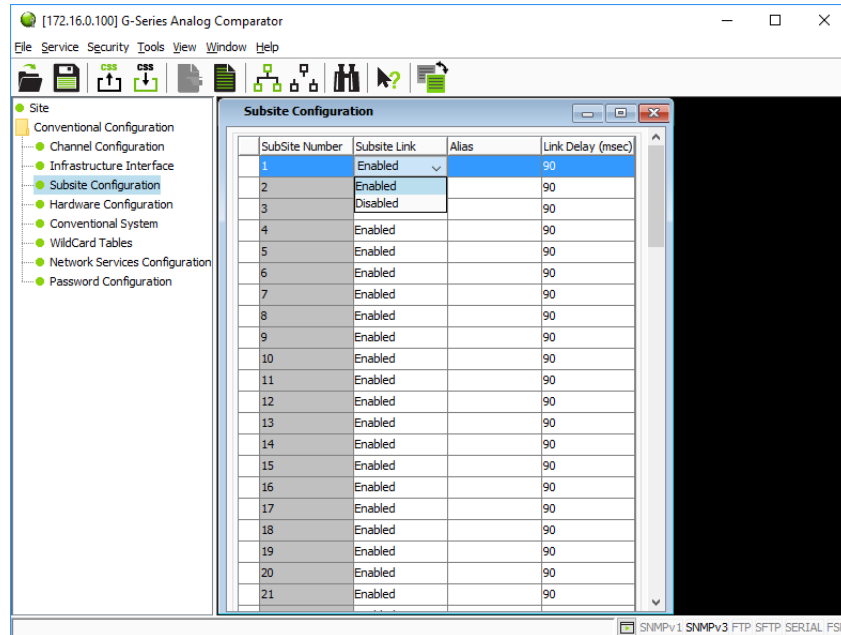 [172.16.0.100] G-Series Analog Comparator
File Service Security Tools View Window Help
CSS CSS
Site
Conventional Configuration
Channel Configuration
Infrastructure Interface
Subsite Configuration
Hardware Configuration
Conventional System
WildCard Tables
Network Services Configuration
Password Configuration
Subsite Configuration
SubSite Number Subsite Link Alias Link Delay (msec)
1 Enabled 90
2 Enabled 90
3 Disabled 90
4 Enabled 90
5 Enabled 90
6 Enabled 90
7 Enabled 90
8 Enabled 90
9 Enabled 90
10 Enabled 90
11 Enabled 90
12 Enabled 90
13 Enabled 90
14 Enabled 90
15 Enabled 90
16 Enabled 90
17 Enabled 90
18 Enabled 90
19 Enabled 90
20 Enabled 90
21 Enabled 90
SNMPv1 SNMPv3 FTP SFTP SERIAL